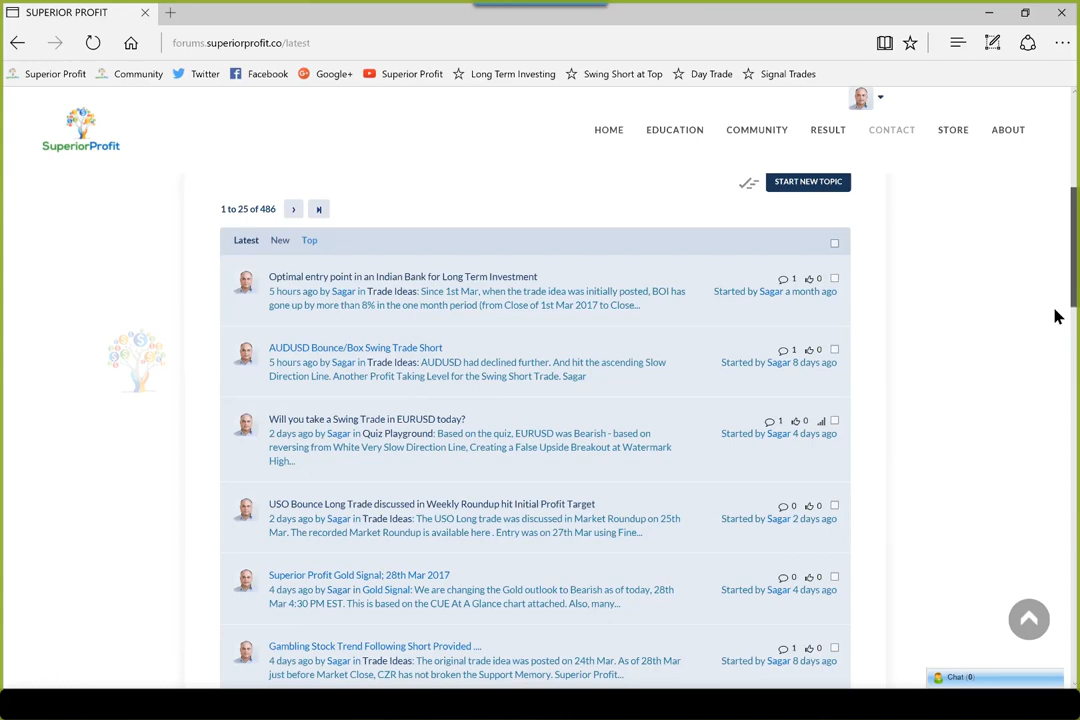 SUPERIOR PROFIT
forums.superiorprofit.co/latest
Superior Profit Community Twitter Facebook Google+ Superior Profit Long Term Investing Swing Short at Top Day Trade Signal Trades
SuperiorProfit
HOME EDUCATION COMMUNITY RESULT CONTACT STORE ABOUT
START NEW TOPIC
1 to 25 of 486
Latest New Top
Optimal entry point in an Indian Bank for Long Term Investment
1 0
5 hours ago by Sagar in Trade Ideas: Since 1st Mar, when the trade idea was initially posted, BOI has
Started by Sagar a month ago
gone up by more than 8% in the one month period (from Close of 1st Mar 2017 to Close...
AUDUSD Bounce/Box Swing Trade Short
1 0
5 hours ago by Sagar in Trade Ideas: AUDUSD had declined further. And hit the ascending Slow
Started by Sagar 8 days ago
Direction Line. Another Profit Taking Level for the Swing Short Trade. Sagar
Will you take a Swing Trade in EURUSD today?
1 0
2 days ago by Sagar in Quiz Playground: Based on the quiz, EURUSD was Bearish - based on
Started by Sagar 4 days ago
reversing from White Very Slow Direction Line, Creating a False Upside Breakout at Watermark
High...
USO Bounce Long Trade discussed in Weekly Roundup hit Initial Profit Target
0 0
2 days ago by Sagar in Trade Ideas: The USO Long trade was discussed in Market Roundup on 25th
Started by Sagar 2 days ago
Mar. The recorded Market Roundup is available here . Entry was on 27th Mar using Fine...
Superior Profit Gold Signal; 28th Mar 2017
0 0
4 days ago by Sagar in Gold Signal: We are changing the Gold outlook to Bearish as of today, 28th
Started by Sagar 4 days ago
Mar 4:30 PM EST. This is based on the CUE At A Glance chart attached. Also, many...
Gambling Stock Trend Following Short Provided ....
1 0
4 days ago by Sagar in Trade Ideas: The original trade idea was posted on 24th Mar. As of 28th Mar
Started by Sagar 8 days ago
just before Market Close, CZR has not broken the Support Memory. Superior Profit...
Chat (0)